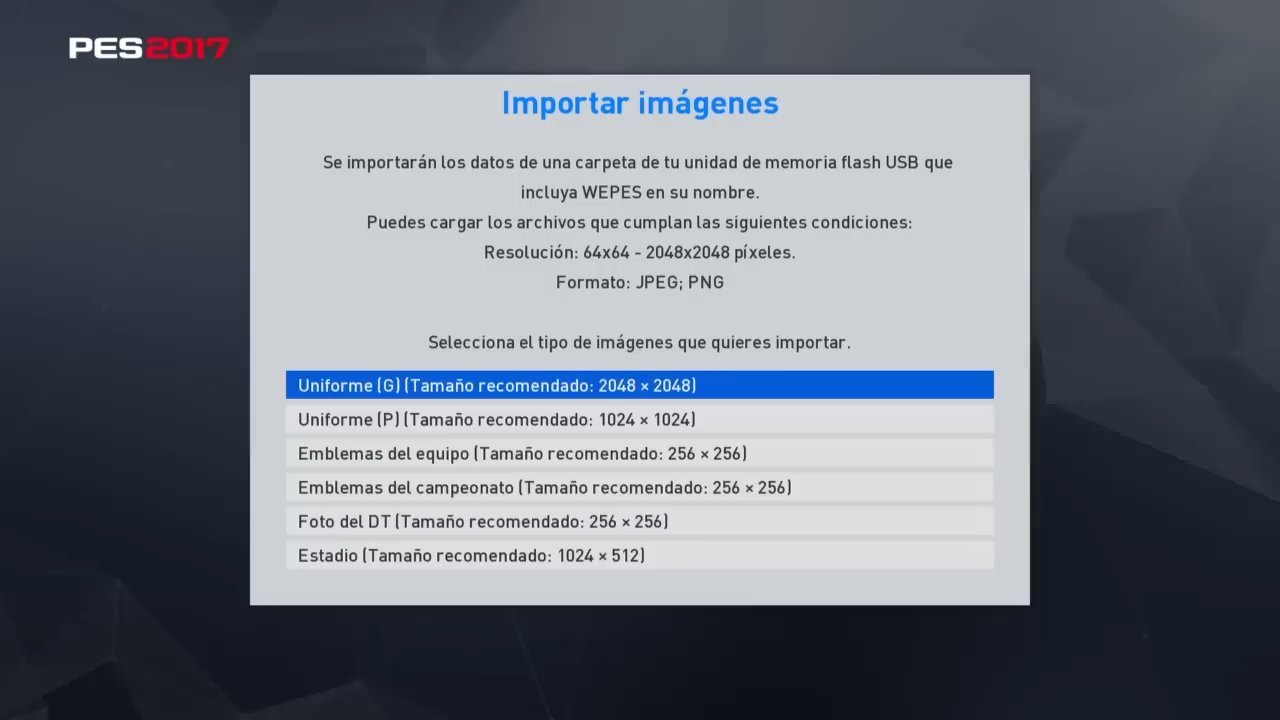 PES2017
Importar imágenes
Se importarán los datos de una carpeta de tu unidad de memoria flash USB que
incluya WEPES en su nombre.
Puedes cargar los archivos que cumplan las siguientes condiciones:
Resolución: 64x64 - 2048x2048 píxeles.
Formato: JPEG; PNG
Selecciona el tipo de imágenes que quieres importar.
Uniforme (G) (Tamaño recomendado: 2048 × 2048)
Uniforme (P) (Tamaño recomendado: 1024 × 1024)
Emblemas del equipo (Tamaño recomendado: 256 × 256)
Emblemas del campeonato (Tamaño recomendado: 256 × 256)
Foto del DT (Tamaño recomendado: 256 × 256)
Estadio (Tamaño recomendado: 1024 × 512)